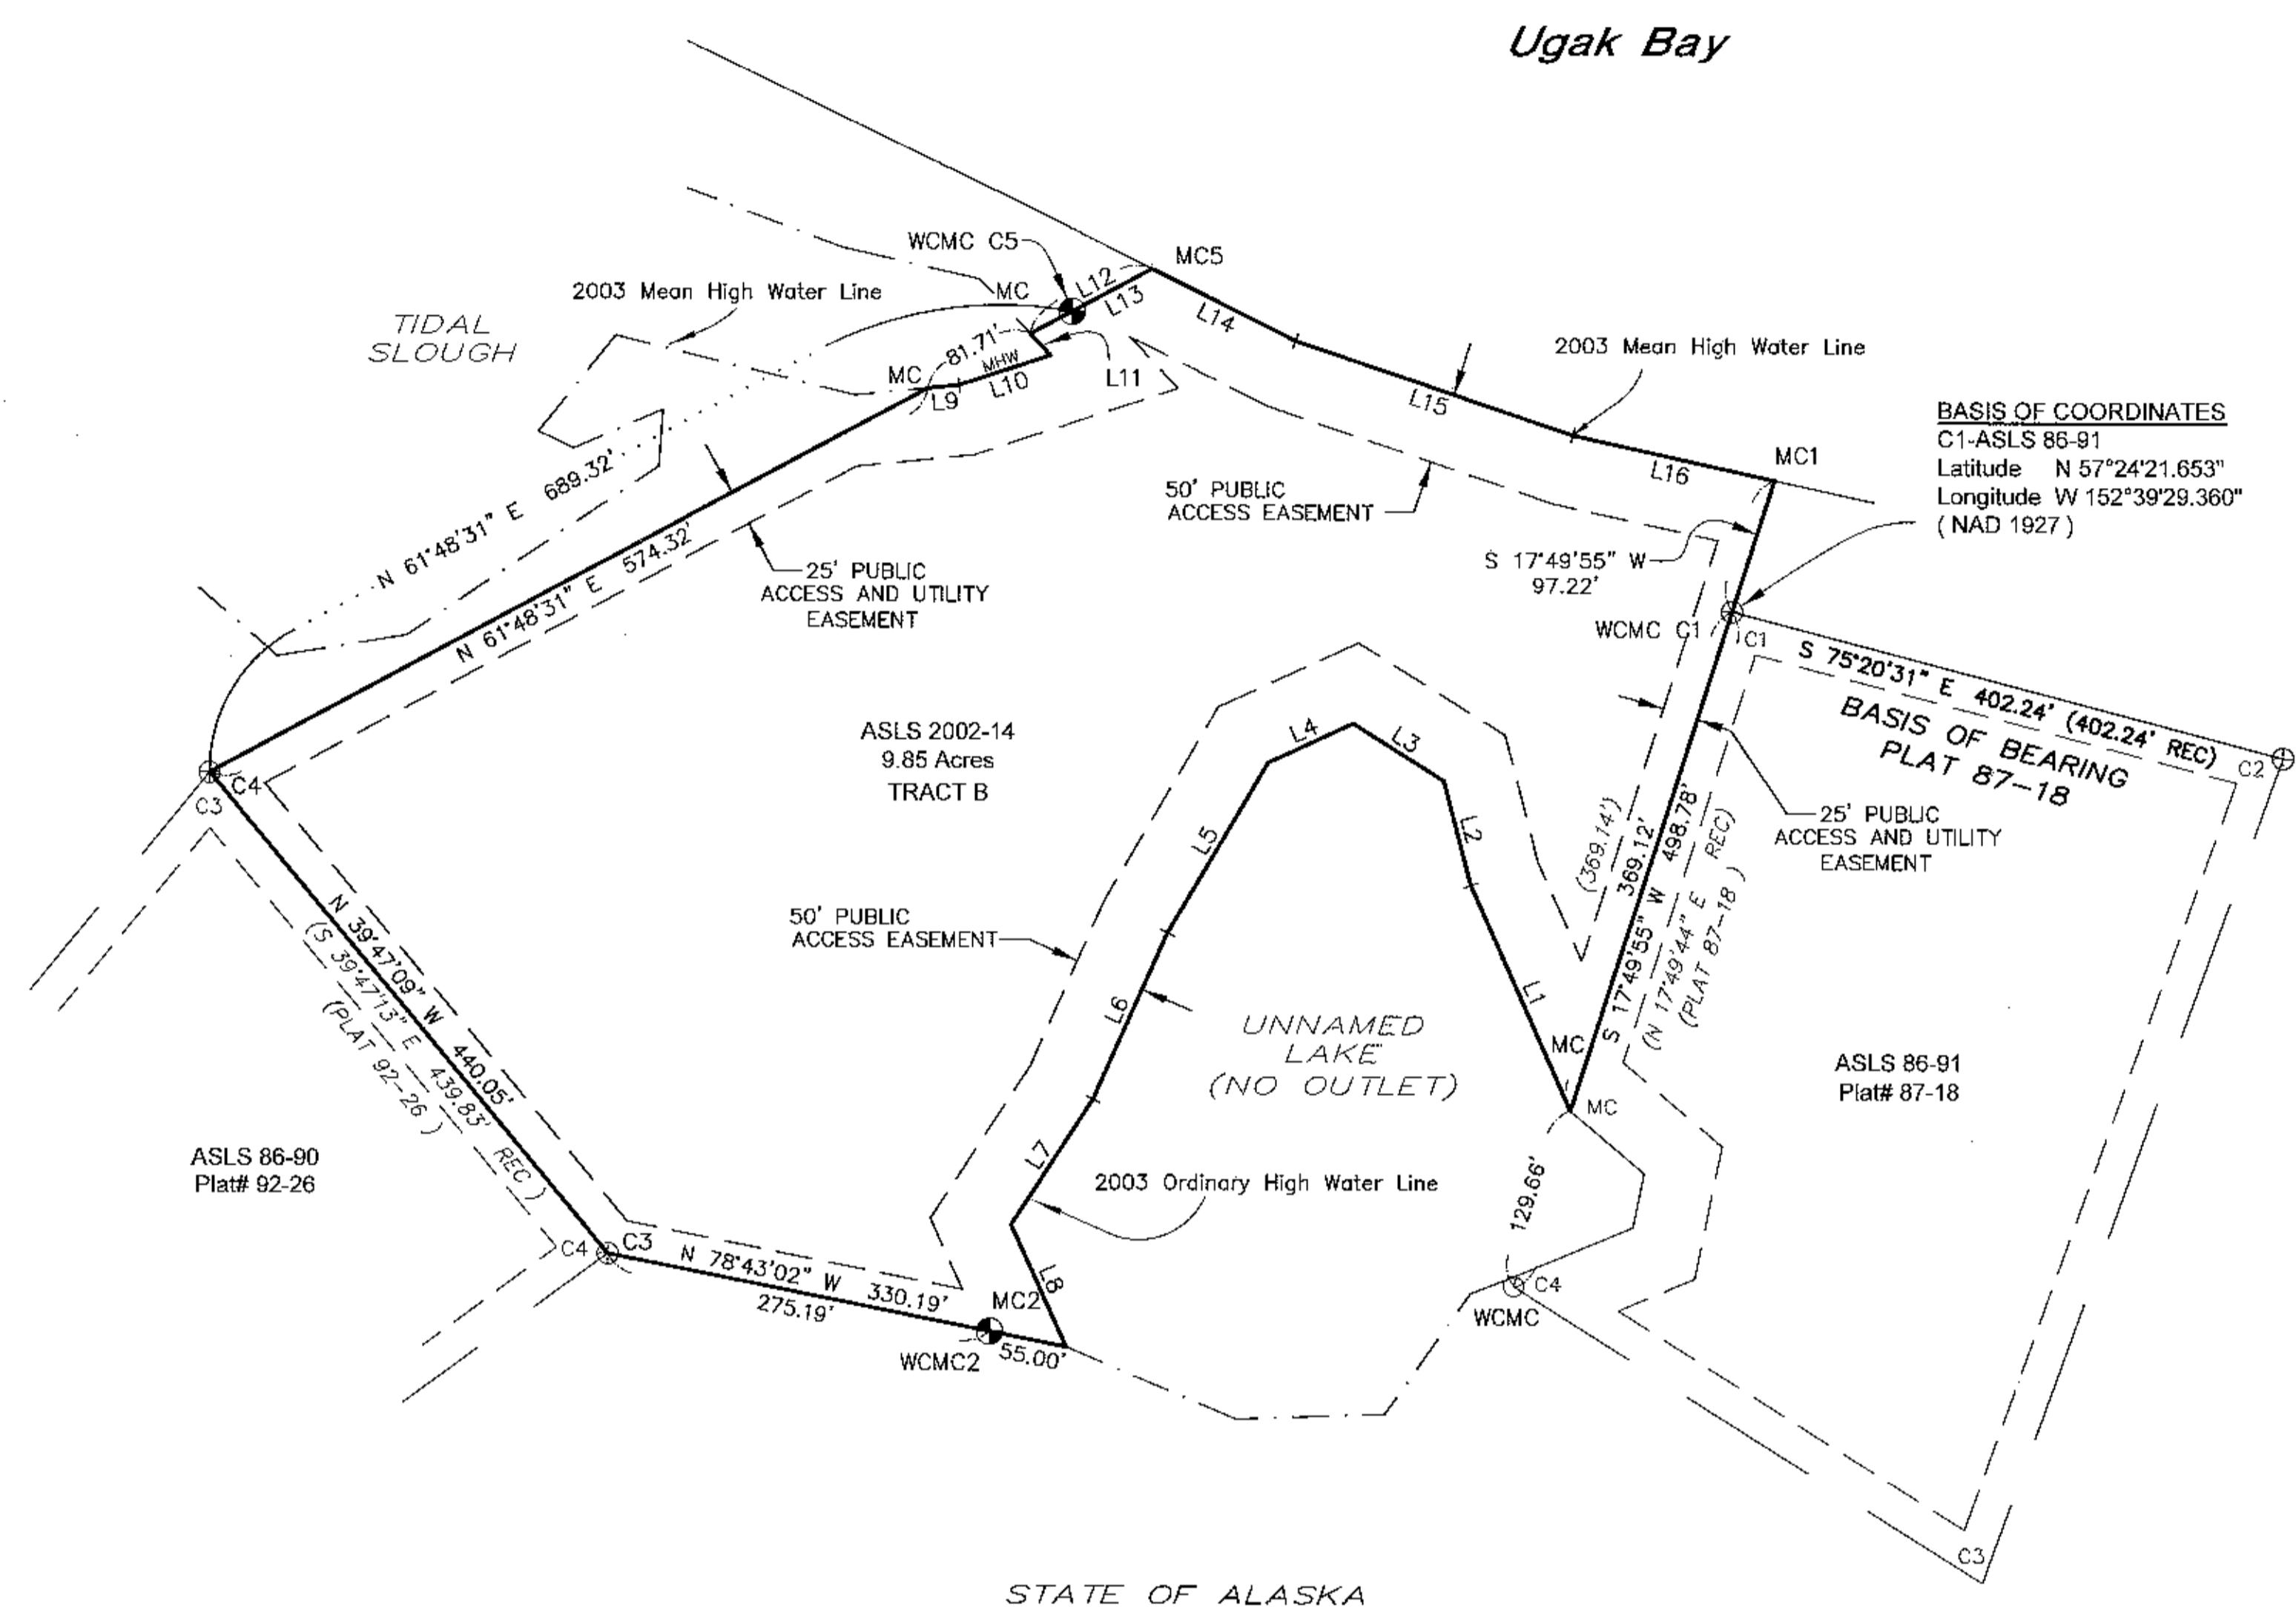 Ugak Bay
WCMC C5
MC5
MC
L12
L13
L14
2003 Mean High Water Line
TIDAL
SLOUGH
81.71'
MHW
MC
L9
L10
L11
2003 Mean High Water Line
L15
L16
MC1
BASIS OF COORDINATES
C1-ASLS 86-91
Latitude N 57°24'21.653"
Longitude W 152°39'29.360"
( NAD 1927 )
50' PUBLIC
ACCESS EASEMENT
S 17°49'55" W
97.22'
N 61°48'31" E 689.32'
N 61°48'31" E 574.32'
25' PUBLIC
ACCESS AND UTILITY
EASEMENT
WCMC C1
C1
S 75°20'31" E 402.24' (402.24' REC)
BASIS OF BEARING
PLAT 87-18
C2
C4
C3
ASLS 2002-14
9.85 Acres
TRACT B
L4
L3
L2
L5
L1
L6
L7
L8
(369.14')
369.12'
S 17°49'55" W 498.78'
(N 17°49'44" E REC)
(PLAT 87-18 )
25' PUBLIC
ACCESS AND UTILITY
EASEMENT
50' PUBLIC
ACCESS EASEMENT
N 39°47'09" W 440.05'
(S 39°47'13" E 439.83' REC )
(PLAT 92-26 )
UNNAMED
LAKE
(NO OUTLET)
MC
MC
ASLS 86-91
Plat# 87-18
ASLS 86-90
Plat# 92-26
2003 Ordinary High Water Line
129.66'
C4
C3
N 78°43'02" W 330.19'
275.19'
MC2
WCMC2
55.00'
C4
WCMC
C3
STATE OF ALASKA